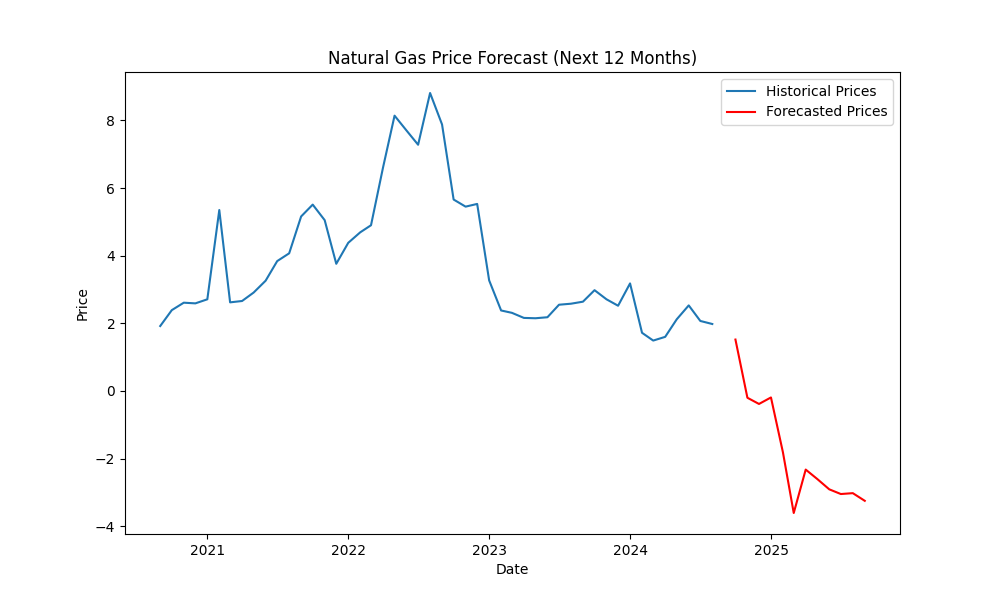 Natural Gas Price Forecast (Next 12 Months)
Historical Prices
Forecasted Prices
Price
8
6
4
2
0
−2
−4
2021 2022 2023 2024 2025
Date